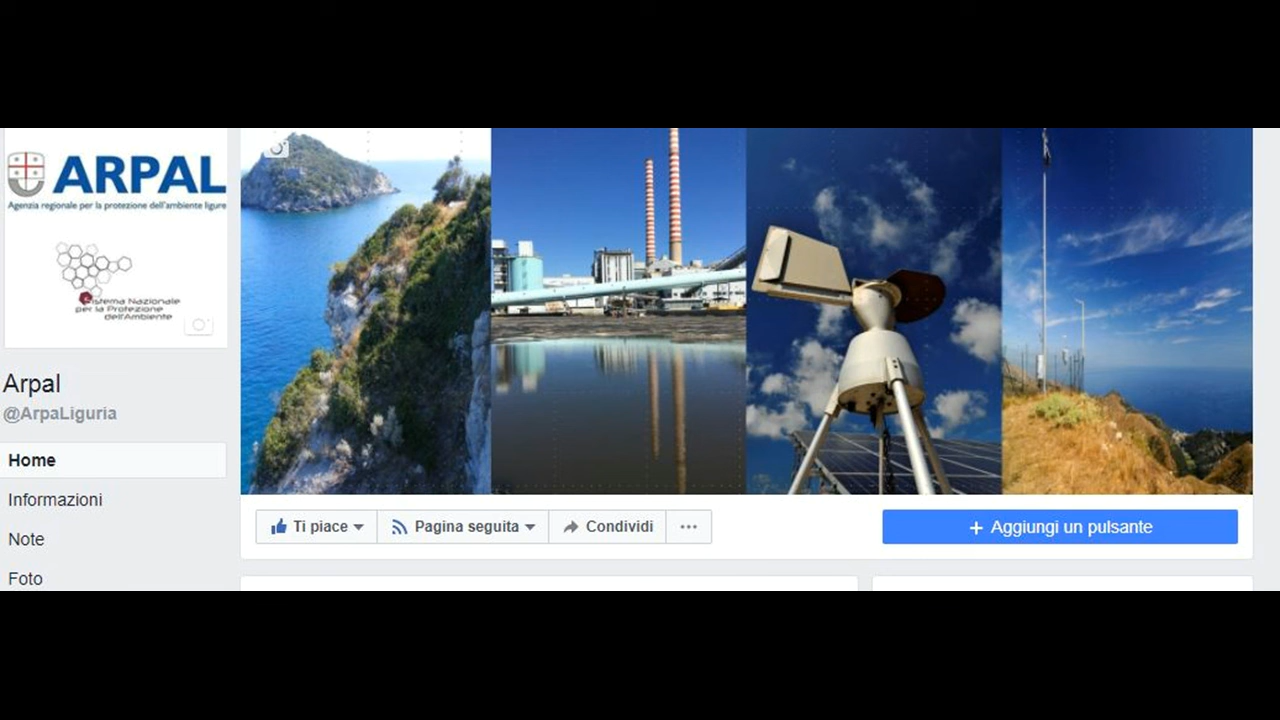 ARPAL
Agenzia regionale per la protezione dell'ambiente ligure
Sistema Nazionale
per la Protezione
dell'Ambiente
Arpal
@ArpaLiguria
Home
Informazioni
Note
Foto
Ti piace
Pagina seguita
Condividi
+ Aggiungi un pulsante